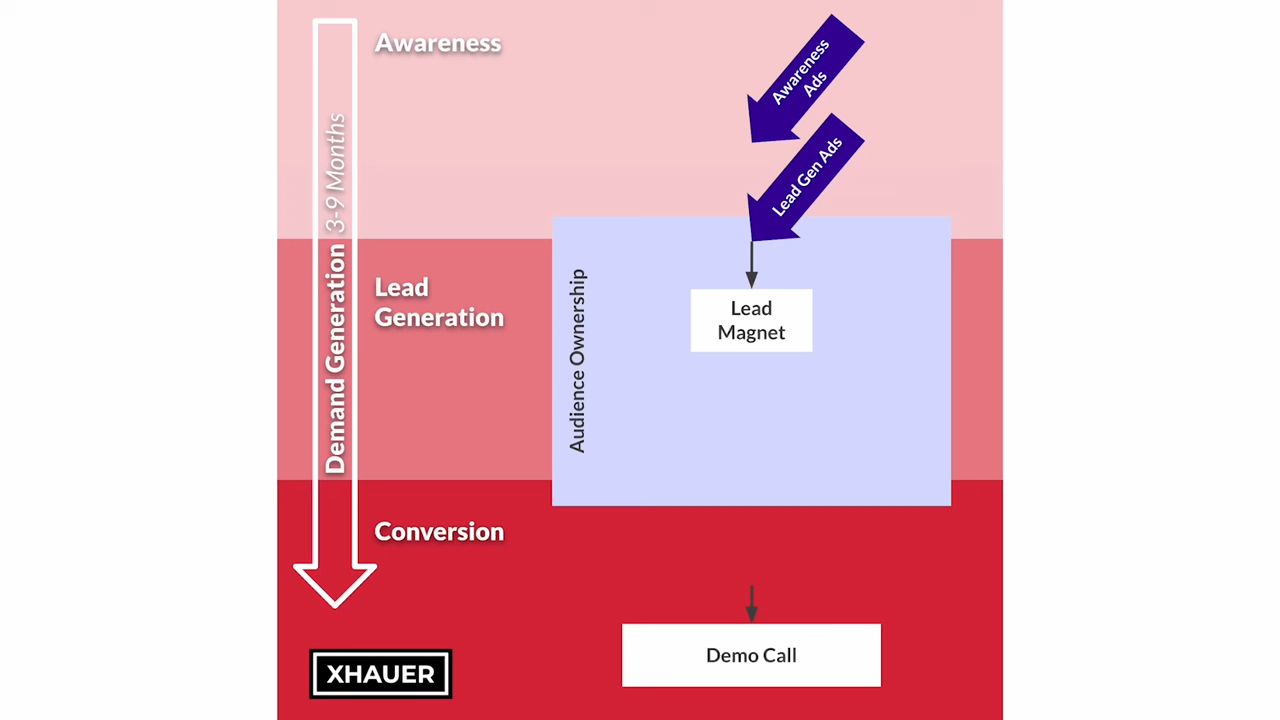 Awareness
Awareness
Ads
Lead Gen Ads
Demand Generation 3-9 Months
Lead
Generation
Audience Ownership
Lead
Magnet
Conversion
Demo Call
XHAUER